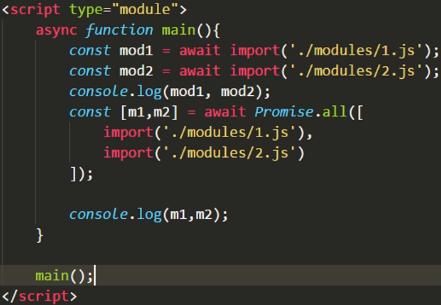 <script type="module">
    async function main(){
        const mod1 = await import('./modules/1.js');
        const mod2 = await import('./modules/2.js');
        console.log(mod1, mod2);
        const [m1,m2] = await Promise.all([
            import('./modules/1.js'),
            import('./modules/2.js')
        ]);

        console.log(m1,m2);
    }

    main();
</script>